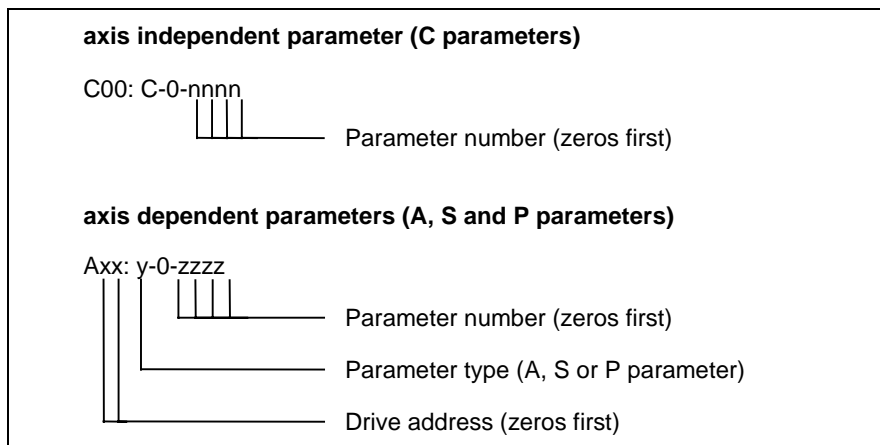 axis independent parameter (C parameters)
C00: C-0-nnnn
Parameter number (zeros first)
axis dependent parameters (A, S and P parameters)
Axx: y-0-zzzz
Parameter number (zeros first)
Parameter type (A, S or P parameter)
Drive address (zeros first)